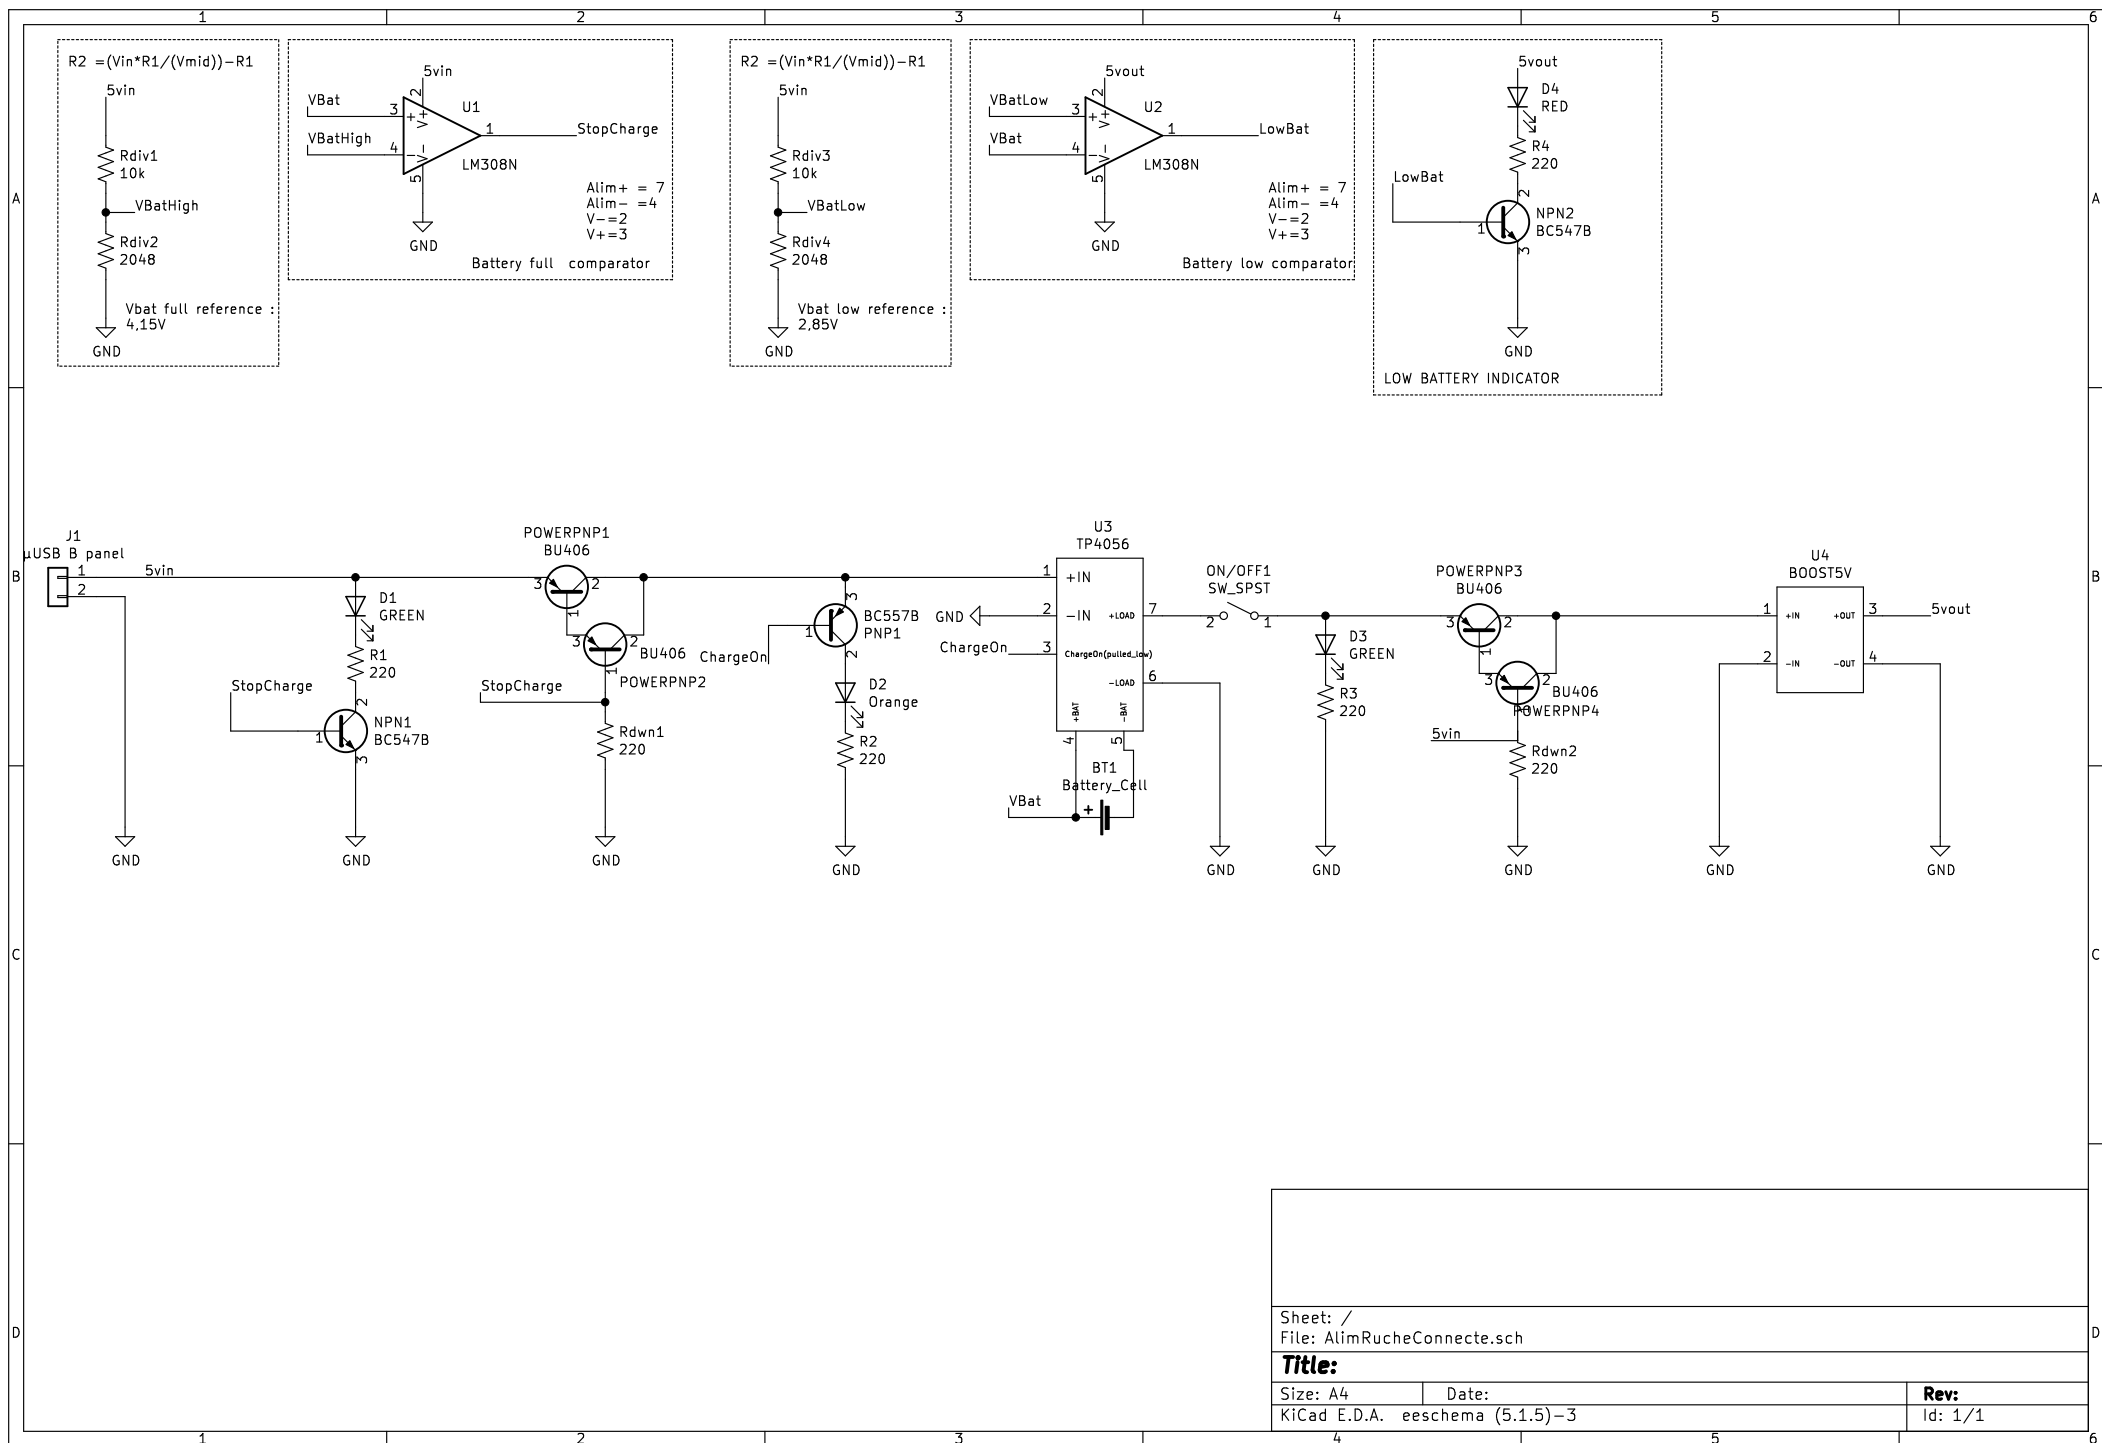 1 2 3 4 5 6
A
B
C
D
R2 =(Vin*R1/(Vmid))-R1
5vin
Rdiv1
10k
VBatHigh
Rdiv2
2048
Vbat full reference :
4,15V
GND
5vin
VBat
VBatHigh
3
4
2
5
1
+
-
V+
V-
U1
LM308N
StopCharge
Alim+ = 7
Alim- =4
V-=2
V+=3
GND
Battery full  comparator
R2 =(Vin*R1/(Vmid))-R1
5vin
Rdiv3
10k
VBatLow
Rdiv4
2048
Vbat low reference :
2,85V
GND
5vout
VBatLow
VBat
3
4
2
5
1
+
-
V+
V-
U2
LM308N
LowBat
Alim+ = 7
Alim- =4
V-=2
V+=3
GND
Battery low comparator
5vout
D4
RED
R4
220
LowBat
2
1
3
NPN2
BC547B
GND
LOW BATTERY INDICATOR
J1
µUSB B panel
1
2
5vin
GND
D1
GREEN
R1
220
StopCharge
2
1
3
NPN1
BC547B
GND
POWERPNP1
BU406
3
2
1
3
2
1
BU406
POWERPNP2
StopCharge
Rdwn1
220
GND
ChargeOn
3
1
2
BC557B
PNP1
D2
Orange
R2
220
GND
U3
TP4056
1 +IN
GND 2 -IN
ChargeOn 3 ChargeOn(pulled_low)
+LOAD 7
-LOAD 6
+BAT
-BAT
4
5
BT1
Battery_Cell
VBat
+
GND
ON/OFF1
SW_SPST
2
1
D3
GREEN
R3
220
GND
POWERPNP3
BU406
3
2
1
3
2
1
BU406
POWERPNP4
5vin
Rdwn2
220
GND
U4
BOOST5V
1 +IN
2 -IN
+OUT 3
-OUT 4
5vout
GND
GND
Sheet: /
File: AlimRucheConnecte.sch
Title:
Size: A4
Date:
Rev:
KiCad E.D.A.  eeschema (5.1.5)-3
Id: 1/1
A
B
C
D
1 2 3 4 5 6